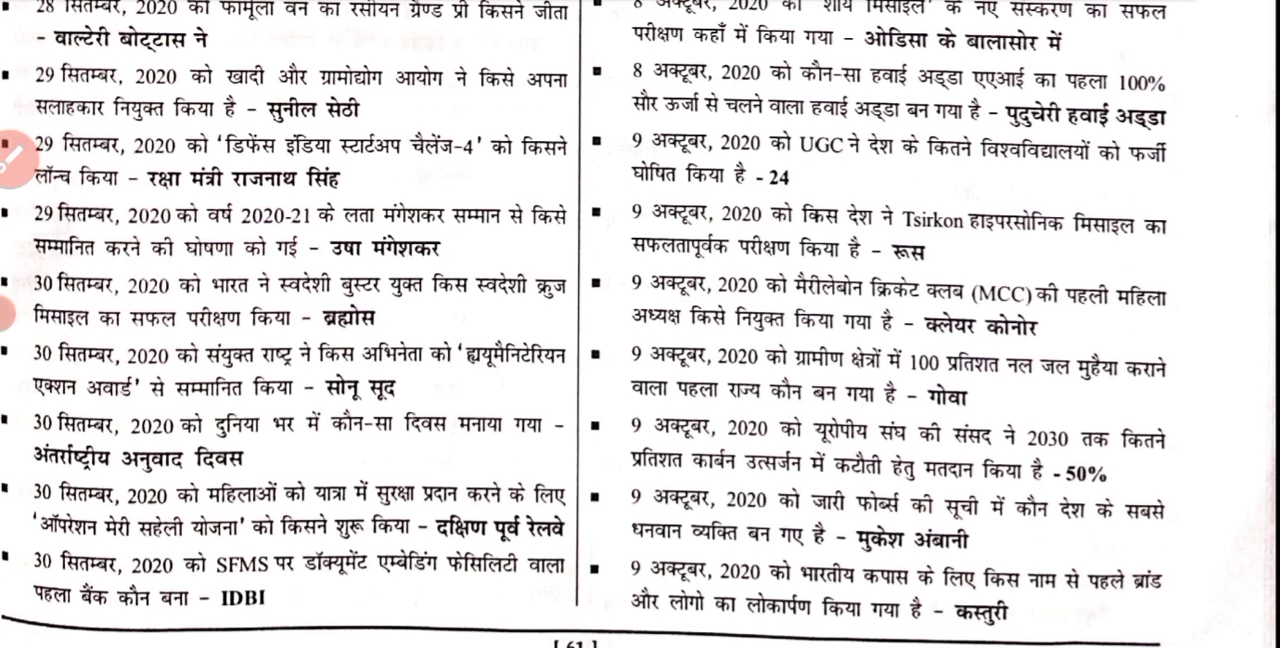 28 सितम्बर, 2020 को फॉर्मूला वन का रसीयन ग्रैण्ड प्री किसने जीता
- वाल्टेरी बोट्टास ने
29 सितम्बर, 2020 को खादी और ग्रामोद्योग आयोग ने किसे अपना
सलाहकार नियुक्त किया है - सुनील सेठी
29 सितम्बर, 2020 को 'डिफेंस इंडिया स्टार्टअप चैलेंज-4' को किसने
लॉन्च किया - रक्षा मंत्री राजनाथ सिंह
29 सितम्बर, 2020 को वर्ष 2020-21 के लता मंगेशकर सम्मान से किसे
सम्मानित करने की घोषणा को गई - उषा मंगेशकर
30 सितम्बर, 2020 को भारत ने स्वदेशी बुस्टर युक्त किस स्वदेशी क्रुज
मिसाइल का सफल परीक्षण किया - ब्रह्मोस
30 सितम्बर, 2020 को संयुक्त राष्ट्र ने किस अभिनेता को 'ह्ययूमैनिटेरियन
एक्शन अवार्ड' से सम्मानित किया - सोनू सूद
30 सितम्बर, 2020 को दुनिया भर में कौन-सा दिवस मनाया गया -
अंतर्राष्ट्रीय अनुवाद दिवस
30 सितम्बर, 2020 को महिलाओं को यात्रा में सुरक्षा प्रदान करने के लिए
'ऑपरेशन मेरी सहेली योजना' को किसने शुरू किया - दक्षिण पूर्व रेलवे
30 सितम्बर, 2020 को SFMS पर डॉक्यूमेंट एम्बेडिंग फेसिलिटी वाला
पहला बैंक कौन बना - IDBI
8 अक्टूबर, 2020 को 'शौर्य मिसाइल' के नए संस्करण का सफल
परीक्षण कहाँ में किया गया - ओडिसा के बालासोर में
8 अक्टूबर, 2020 को कौन-सा हवाई अड्डा एएआई का पहला 100%
सौर ऊर्जा से चलने वाला हवाई अड्डा बन गया है - पुदुचेरी हवाई अड्डा
9 अक्टूबर, 2020 को UGC ने देश के कितने विश्वविद्यालयों को फर्जी
घोषित किया है - 24
9 अक्टूबर, 2020 को किस देश ने Tsirkon हाइपरसोनिक मिसाइल का
सफलतापूर्वक परीक्षण किया है - रूस
9 अक्टूबर, 2020 को मैरीलेबोन क्रिकेट क्लब (MCC) की पहली महिला
अध्यक्ष किसे नियुक्त किया गया है - क्लेयर कोनोर
9 अक्टूबर, 2020 को ग्रामीण क्षेत्रों में 100 प्रतिशत नल जल मुहैया कराने
वाला पहला राज्य कौन बन गया है - गोवा
9 अक्टूबर, 2020 को यूरोपीय संघ की संसद ने 2030 तक कितने
प्रतिशत कार्बन उत्सर्जन में कटौती हेतु मतदान किया है - 50%
9 अक्टूबर, 2020 को जारी फोर्ब्स की सूची में कौन देश के सबसे
धनवान व्यक्ति बन गए है - मुकेश अंबानी
9 अक्टूबर, 2020 को भारतीय कपास के लिए किस नाम से पहले ब्रांड
और लोगो का लोकार्पण किया गया है - कस्तुरी
[ 61 ]